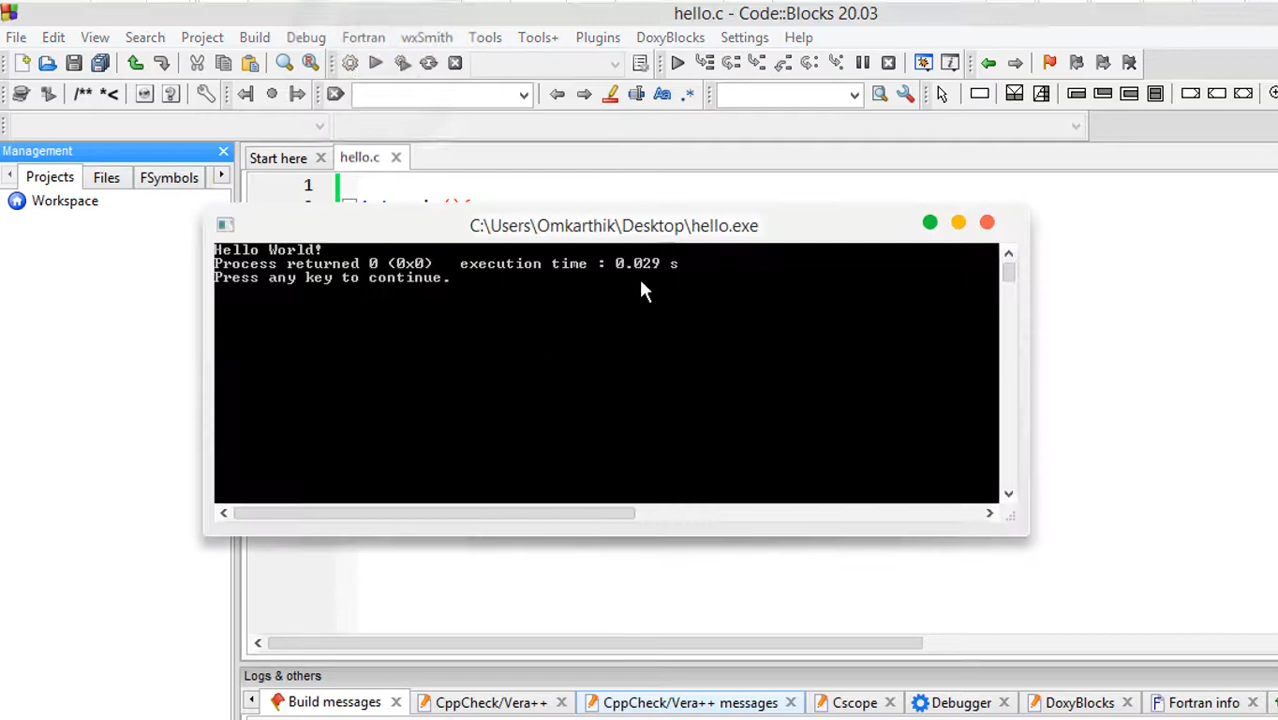 hello.c - Code::Blocks 20.03
File Edit View Search Project Build Debug Fortran wxSmith Tools Tools+ Plugins DoxyBlocks Settings Help
/** *<
Management
Start here hello.c
Projects Files FSymbols
1
Workspace
C:\Users\Omkarthik\Desktop\hello.exe
Hello World!
Process returned 0 (0x0) execution time : 0.029 s
Press any key to continue.
Logs & others
Build messages CppCheck/Vera++ CppCheck/Vera++ messages Cscope Debugger DoxyBlocks Fortran info